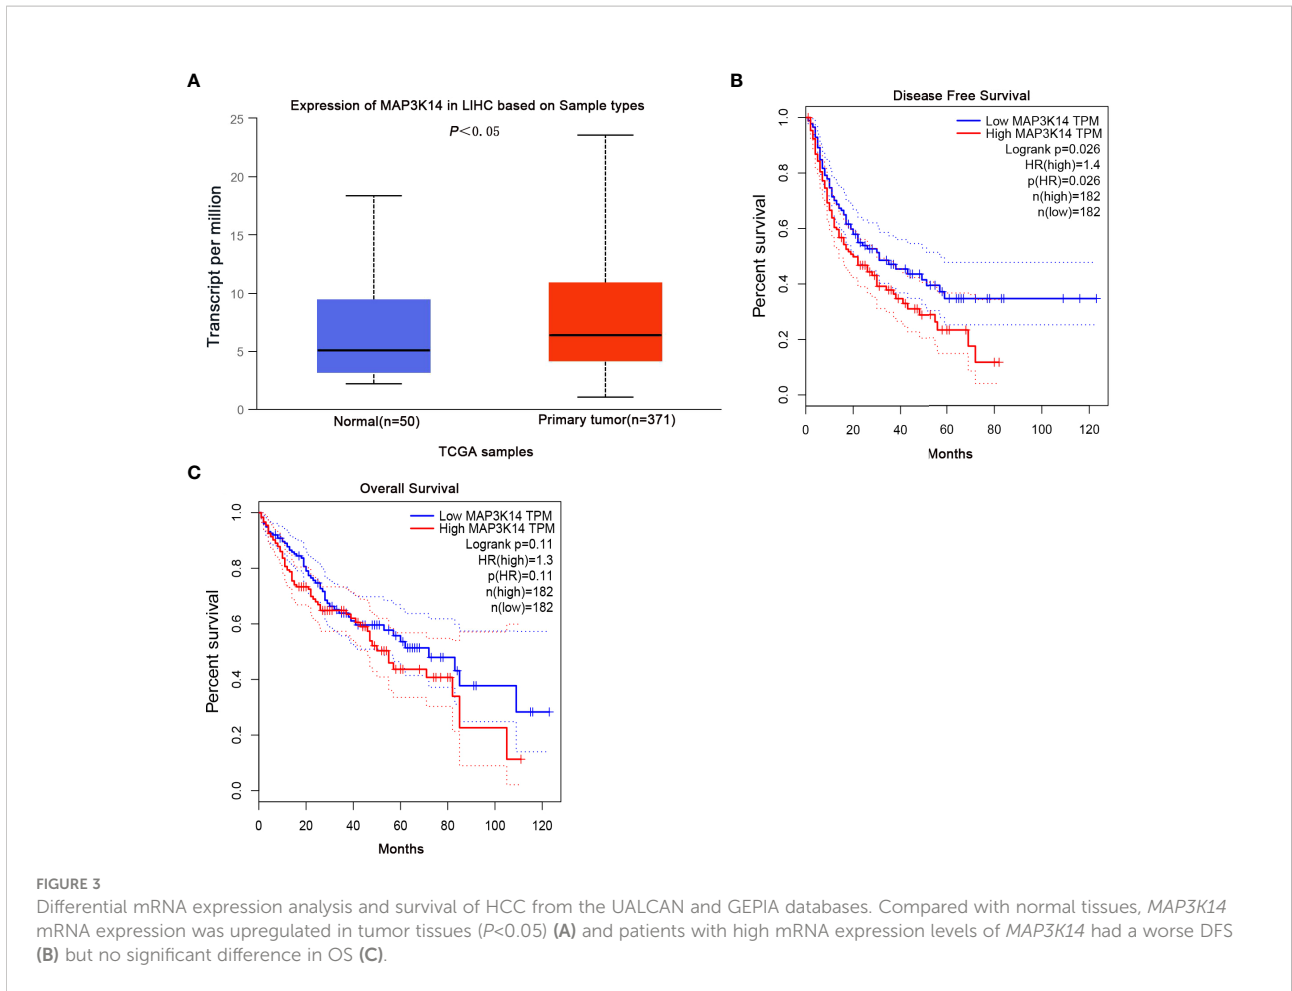 A
Expression of MAP3K14 in LIHC based on Sample types
P<0.05
25
20
15
10
5
0
Transcript per million
Normal(n=50)
Primary tumor(n=371)
TCGA samples
B
Disease Free Survival
Low MAP3K14 TPM
High MAP3K14 TPM
Logrank p=0.026
HR(high)=1.4
p(HR)=0.026
n(high)=182
n(low)=182
Percent survival
1.0
0.8
0.6
0.4
0.2
0.0
0 20 40 60 80 100 120
Months
C
Overall Survival
Low MAP3K14 TPM
High MAP3K14 TPM
Logrank p=0.11
HR(high)=1.3
p(HR)=0.11
n(high)=182
n(low)=182
Percent survival
1.0
0.8
0.6
0.4
0.2
0.0
0 20 40 60 80 100 120
Months
FIGURE 3
Differential mRNA expression analysis and survival of HCC from the UALCAN and GEPIA databases. Compared with normal tissues, MAP3K14
mRNA expression was upregulated in tumor tissues (P<0.05) (A) and patients with high mRNA expression levels of MAP3K14 had a worse DFS
(B) but no significant difference in OS (C).